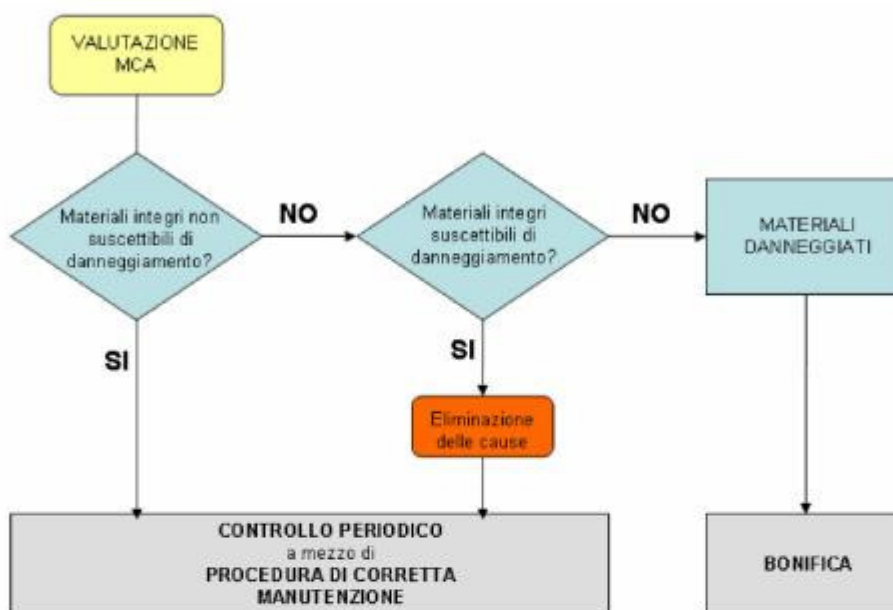 VALUTAZIONE
MCA
Materiali integri non
suscettibili di
danneggiamento?
NO
Materiali integri
suscettibili di
danneggiamento?
NO
MATERIALI
DANNEGGIATI
SI
SI
Eliminazione
delle cause
CONTROLLO PERIODICO
a mezzo di
PROCEDURA DI CORRETTA
MANUTENZIONE
BONIFICA